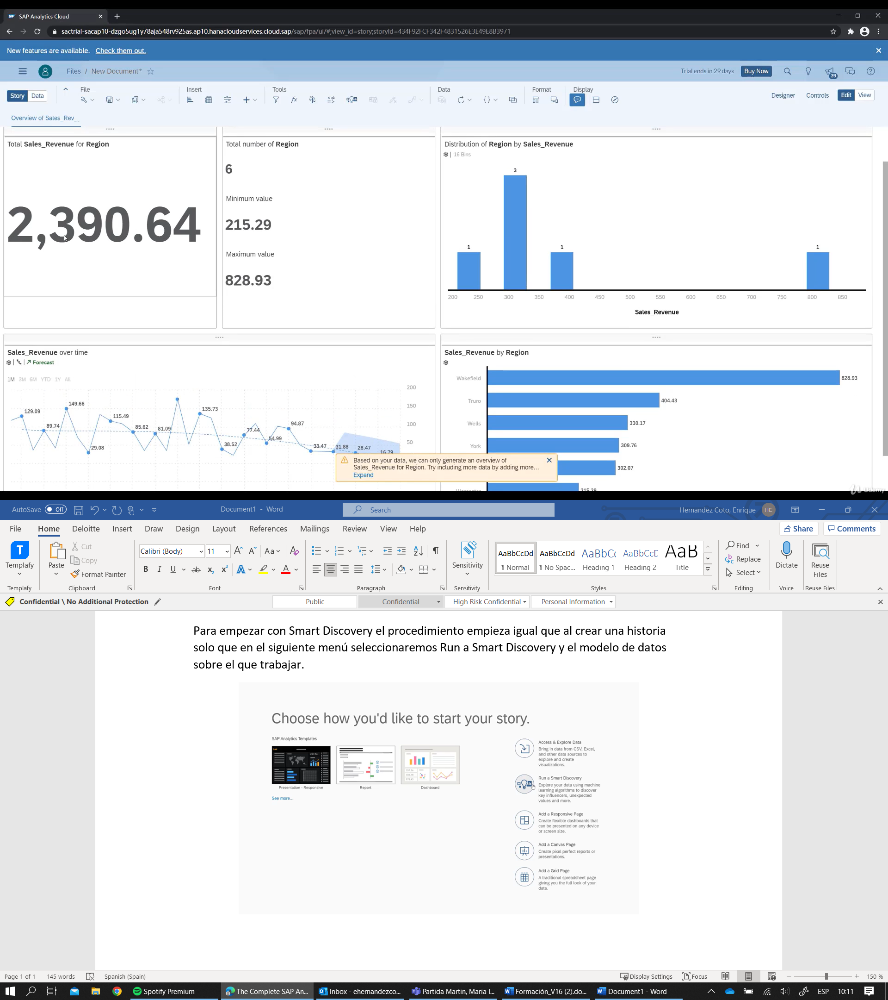 SAP Analytics Cloud
sactrial-sacap10-dzgo5ug1y78aja548rv925as.ap10.hanacloudservices.cloud.sap/sap/fpa/ui/#;view_id=story;storyId=434F92FCF342F4831526E3E49E8B3971
New features are available. Check them out.
Files / New Document* Trial ends in 29 days Buy Now 39
Story Data File Insert Tools Data Format Display Designer Controls Edit View
Overview of Sales_Rev...
Total Sales_Revenue for Region
2,390.64
Total number of Region
6
Minimum value
215.29
Maximum value
828.93
Distribution of Region by Sales_Revenue
16 Bins
3
1 1 1
200 250 300 350 400 450 500 550 600 650 700 750 800 850
Sales_Revenue
Sales_Revenue over time
Forecast
1M 3M 6M YTD 1Y All
200
150
100
50
129.09 89.74 149.66 29.08 115.49 85.62 81.09 135.73 38.52 77.44 54.99 94.87 33.47 31.88 28.47 16.79
Sales_Revenue by Region
Wakefield 828.93
Truro 404.43
Wells 330.17
York 309.76
302.07
Worcester 215.29
Based on your data, we can only generate an overview of
Sales_Revenue for Region. Try including more data by adding more...
Expand
Udemy
AutoSave Off Document1 - Word Search Hernandez Coto, Enrique HC
File Home Deloitte Insert Draw Design Layout References Mailings Review View Help Share Comments
Templafy Paste Cut Copy Format Painter
Calibri (Body) 11
Sensitivity
AaBbCcDd AaBbCcDd AaBbCc AaBbCcD AaB
¶ Normal ¶ No Spac... Heading 1 Heading 2 Title
Find Replace Select
Dictate Reuse Files
Templafy Clipboard Font Paragraph Sensitivity Styles Editing Voice Reuse Files
Confidential \ No Additional Protection Public Confidential High Risk Confidential Personal Information
Para empezar con Smart Discovery el procedimiento empieza igual que al crear una historia
solo que en el siguiente menú seleccionaremos Run a Smart Discovery y el modelo de datos
sobre el que trabajar.
Choose how you'd like to start your story.
SAP Analytics Templates
Presentation - Responsive Report Dashboard
See more...
Access & Explore Data
Bring in data from CSV, Excel,
and other data sources to
explore and create
visualizations.
Run a Smart Discovery
Explore your data using machine
learning algorithms to discover
key influencers, unexpected
values and more.
Add a Responsive Page
Create flexible dashboards that
can be presented on any device
or screen size.
Add a Canvas Page
Create pixel perfect reports or
presentations.
Add a Grid Page
A traditional spreadsheet page
giving you the full look of your
data.
Page 1 of 1 145 words Spanish (Spain) Display Settings Focus 150 %
Spotify Premium The Complete SAP An... Inbox - ehernandezco... Partida Martin, Maria I... Formación_V16 (2).do... Document1 - Word ESP 10:11